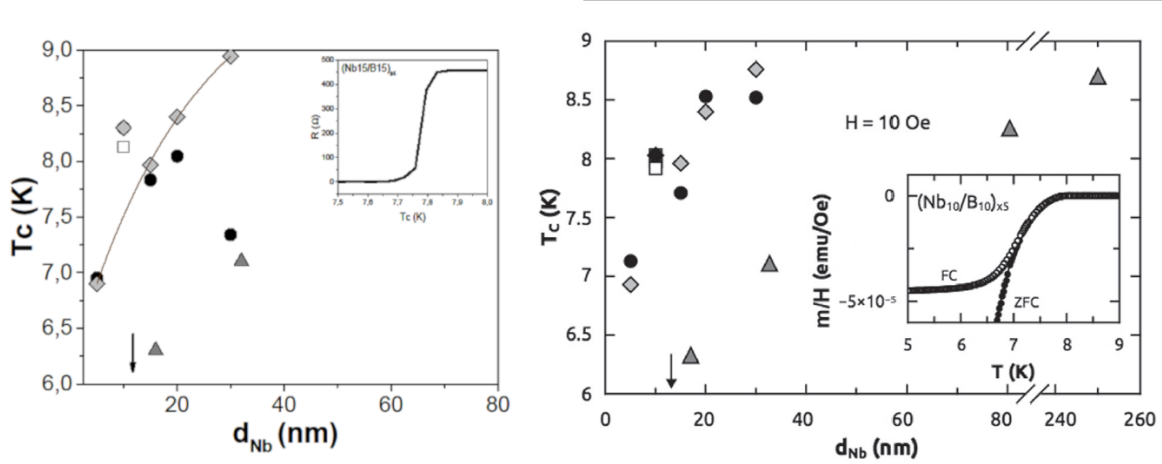 9,0
8,5
8,0
7,5
7,0
6,5
6,0
Tc (K)
20
40
60
80
d_Nb (nm)
(Nb15/B15)
500
400
300
200
100
0
R (Ω)
7,5 7,6 7,7 7,8 7,9 8,0
Tc (K)
9
8.5
8
7.5
7
6.5
6
T_C (K)
0 20 40 60 80 240 260
d_Nb (nm)
H = 10 Oe
(Nb₁₀/B₁₀)ₓ₅
0
−5×10⁻⁵
m/H (emu/Oe)
FC
ZFC
5 6 7 8 9
T (K)